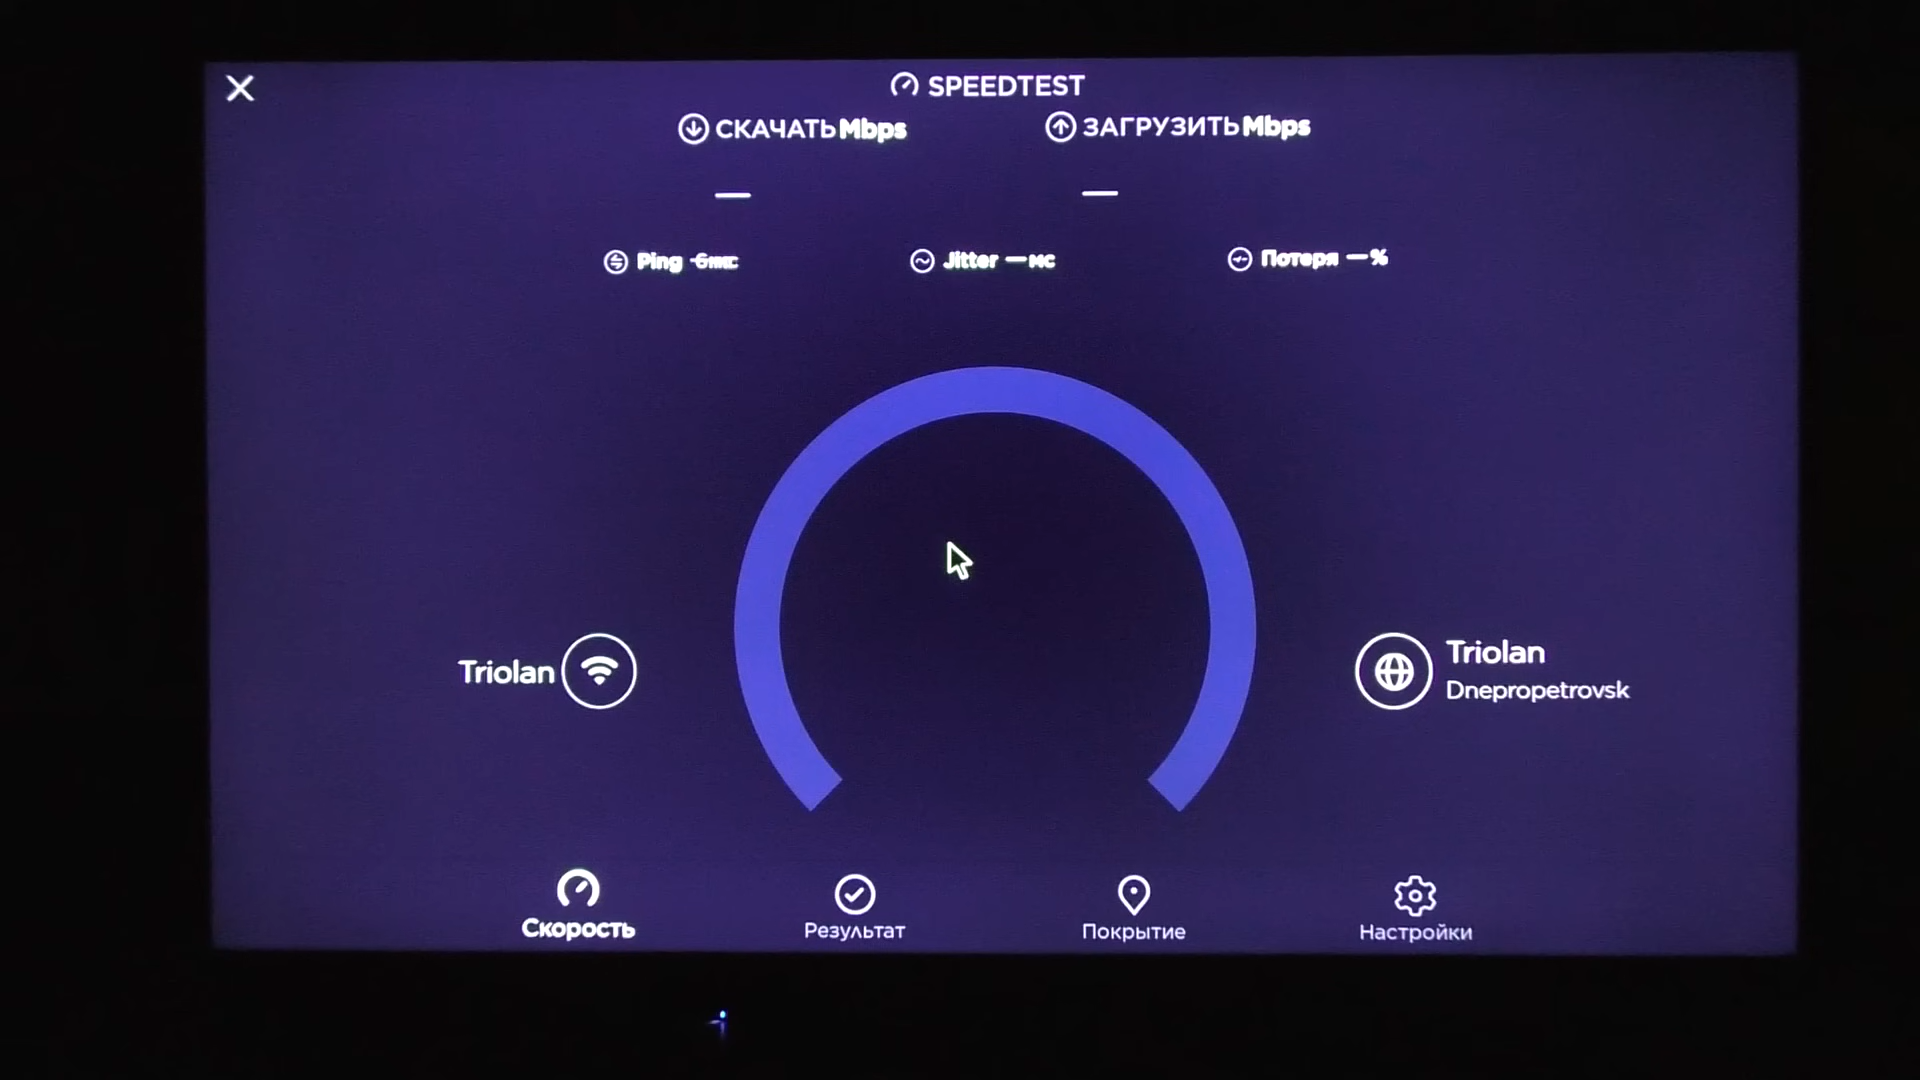 SPEEDTEST
СКАЧАТЬ Mbps
ЗАГРУЗИТЬ Mbps
— —
Ping мс
Jitter — мс
Потеря — %
Triolan
Triolan
Dnepropetrovsk
Скорость
Результат
Покрытие
Настройки